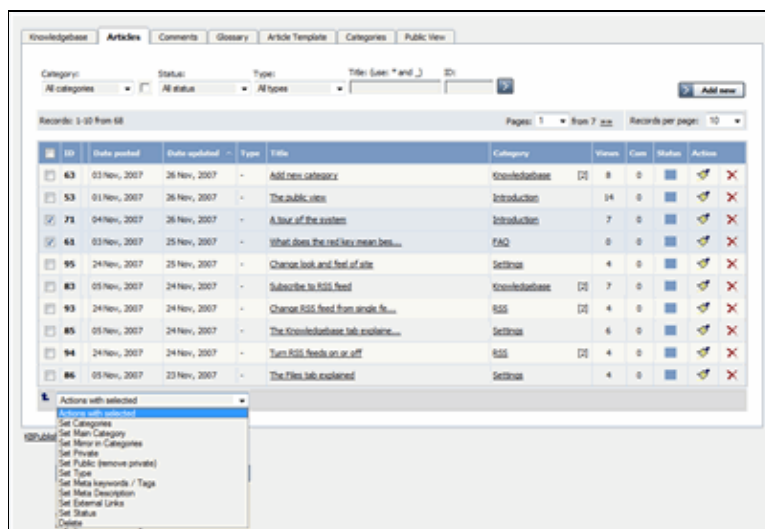 Knowledgebase Articles Comments Glossary Article Template Categories Public View
Category: Status: Type: Title: (use: * and _) ID:
All categories All status All types Add new
Records: 1-10 from 68 Pages: 1 from 7 Records per page: 10
ID Date posted Date updated Type Title Category Views Com Status Action
63 03 Nov, 2007 26 Nov, 2007 - Add new category Knowledgebase [2] 8 0
53 01 Nov, 2007 26 Nov, 2007 - The public view Introduction 14 0
71 04 Nov, 2007 26 Nov, 2007 - A tour of the system Introduction 7 0
61 03 Nov, 2007 25 Nov, 2007 - What does the red key mean bes.... FAQ 0 0
95 24 Nov, 2007 25 Nov, 2007 - Change look and feel of site Settings 4 0
83 05 Nov, 2007 24 Nov, 2007 - Subscribe to RSS feed Knowledgebase [2] 7 0
93 24 Nov, 2007 24 Nov, 2007 - Change RSS feed from single fe.... RSS [2] 4 0
85 05 Nov, 2007 24 Nov, 2007 - The Knowledgebase tab explaine.... Settings 6 0
94 24 Nov, 2007 24 Nov, 2007 - Turn RSS feeds on or off RSS [2] 4 0
86 05 Nov, 2007 23 Nov, 2007 - The Files tab explained Settings 4 0
Actions with selected
Actions with selected
Set Categories
Set Main Category
Set Mirror in Categories
Set Private
Set Public (remove private)
Set Type
Set Meta keywords / Tags
Set Meta Description
Set External Links
Set Status
Delete